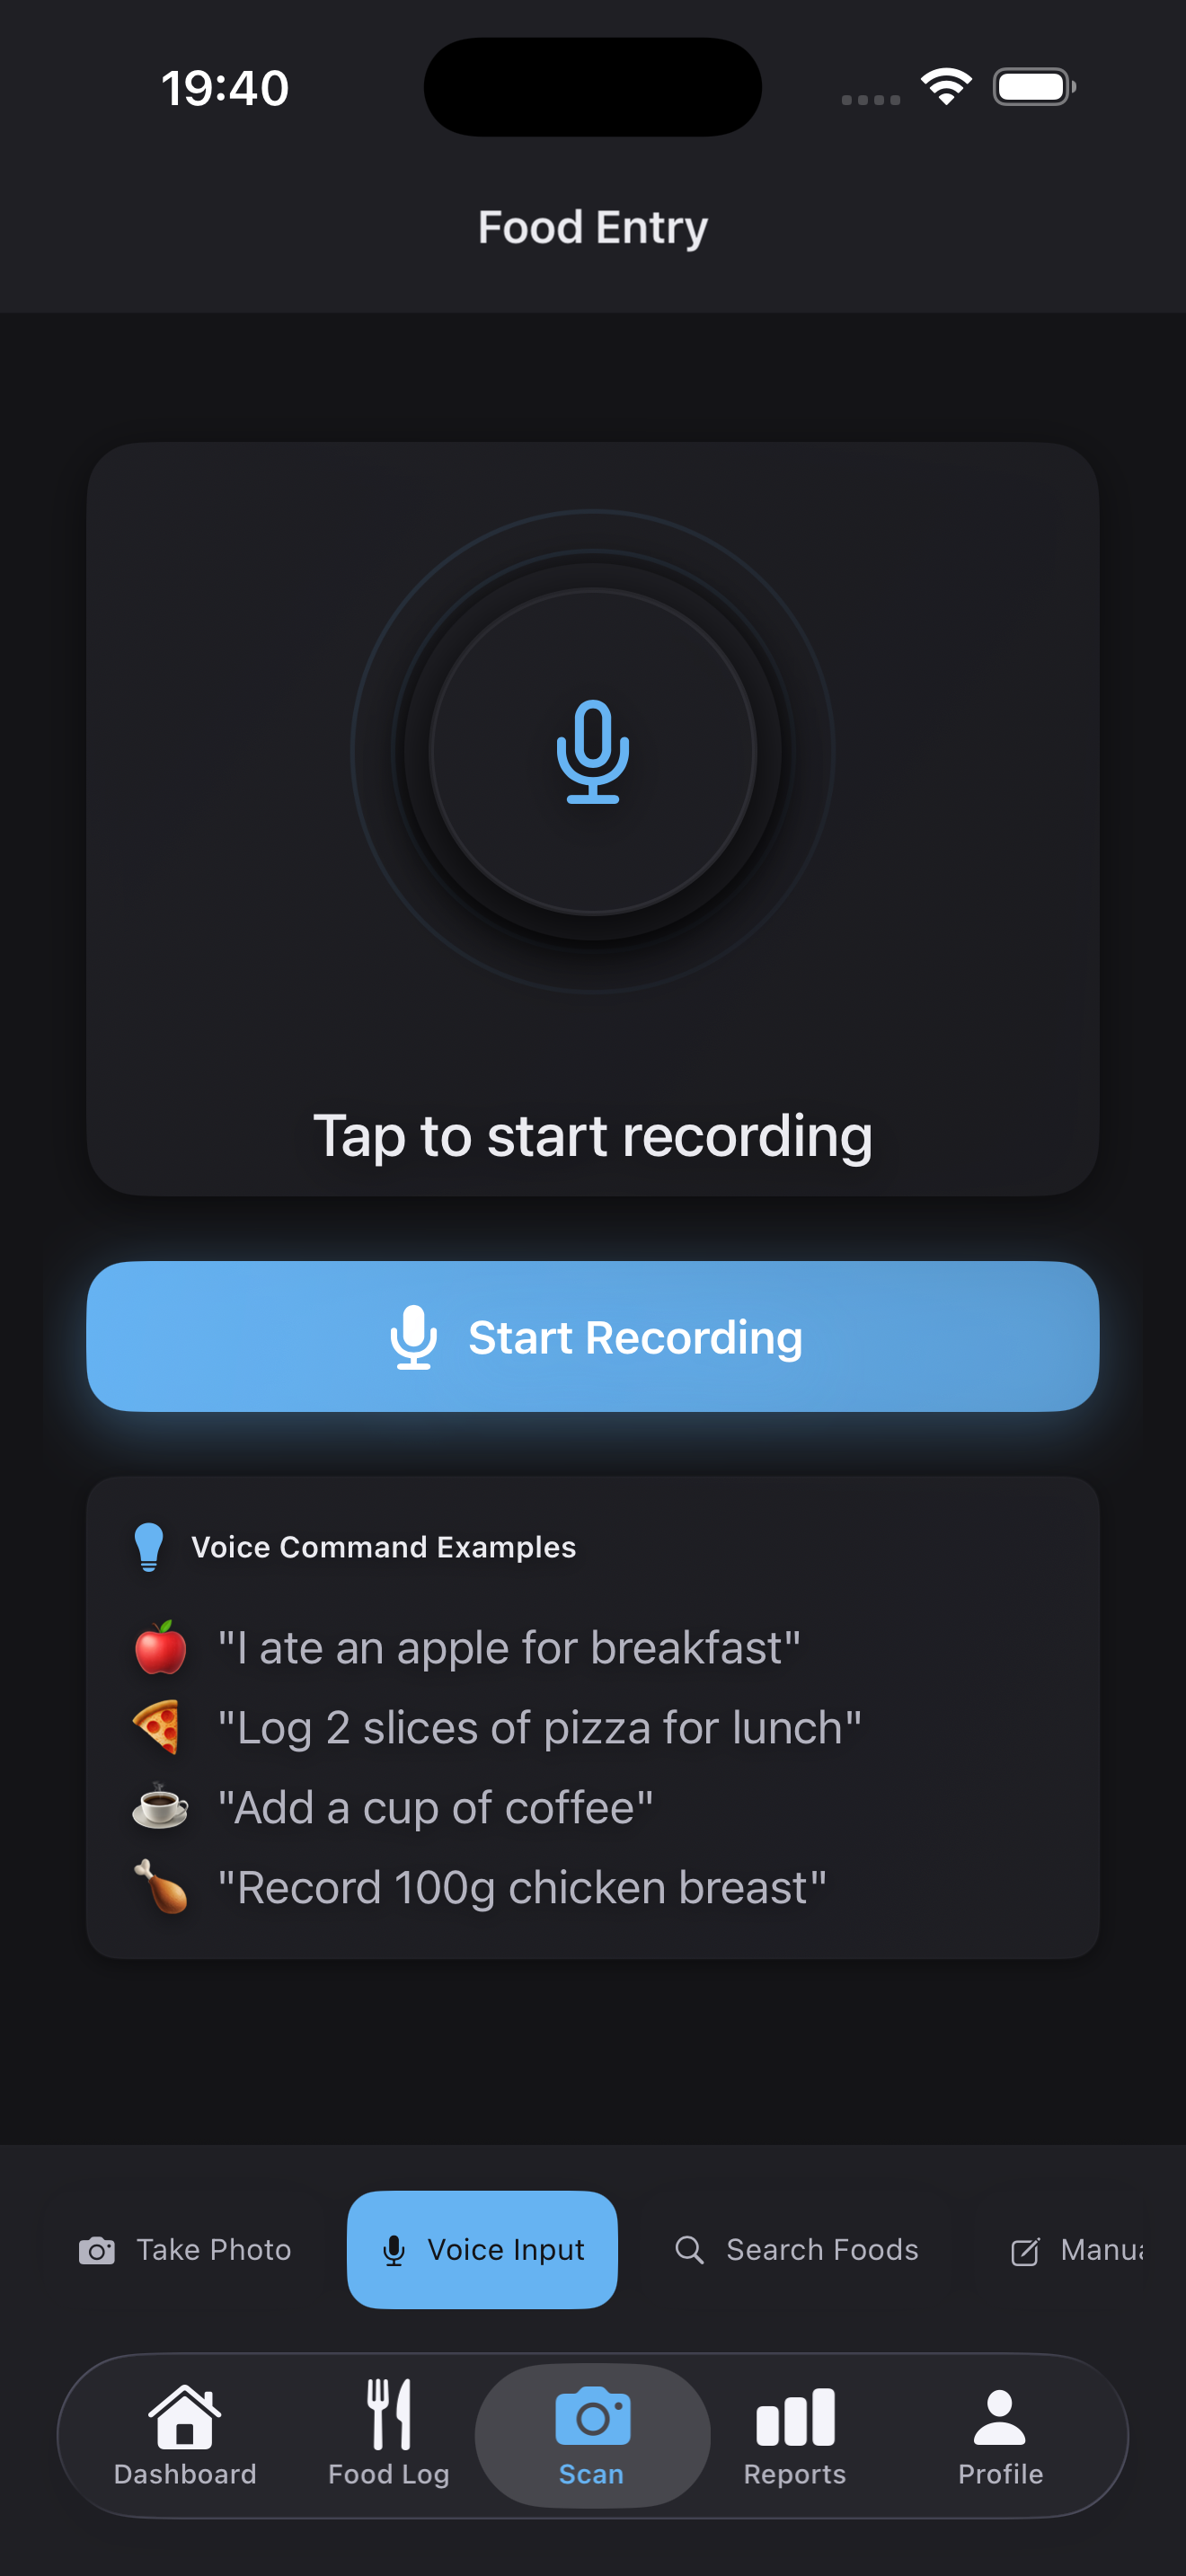 19:40
Food Entry
Tap to start recording
Start Recording
Voice Command Examples
"I ate an apple for breakfast"
"Log 2 slices of pizza for lunch"
"Add a cup of coffee"
"Record 100g chicken breast"
Take Photo
Voice Input
Search Foods
Manua
Dashboard
Food Log
Scan
Reports
Profile